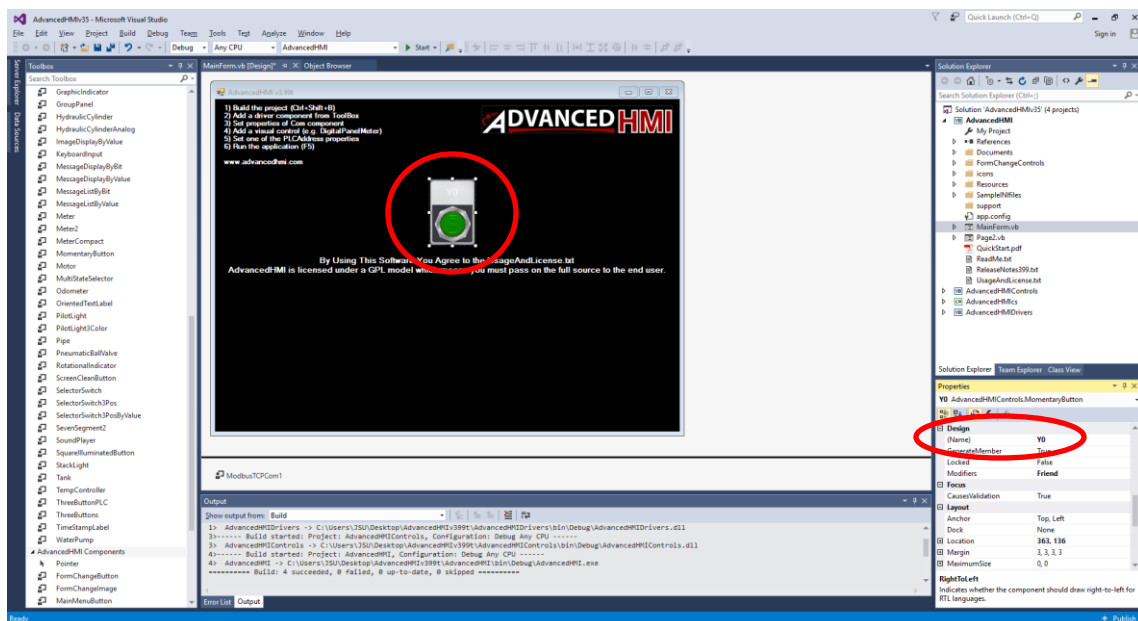 AdvancedHMIv35 - Microsoft Visual Studio
Quick Launch (Ctrl+Q)
File Edit View Project Build Debug Team Tools Test Analyze Window Help
Sign in
Debug Any CPU AdvancedHMI Start
Server Explorer
Data Sources
Toolbox
Search Toolbox
GraphicIndicator
GroupPanel
HydraulicCylinder
HydraulicCylinderAnalog
ImageDisplayByValue
KeyboardInput
MessageDisplayByBit
MessageDisplayByValue
MessageListByBit
MessageListByValue
Meter
Meter2
MeterCompact
MomentaryButton
Motor
MultiStateSelector
Odometer
OrientedTextLabel
PilotLight
PilotLight3Color
Pipe
PneumaticBallValve
RotationalIndicator
ScreenCleanButton
SelectorSwitch
SelectorSwitch3Pos
SelectorSwitch3PosByValue
SevenSegment2
SoundPlayer
SquareIlluminatedButton
StackLight
Tank
TempController
ThreeButtonPLC
ThreeButtons
TimeStampLabel
WaterPump
AdvancedHMI Components
Pointer
FormChangeButton
FormChangeImage
MainMenuButton
MainForm.vb [Design]* Object Browser
AdvancedHMI v3.99t
1) Build the project (Ctrl+Shift+B)
2) Add a driver component from ToolBox
3) Set properties of Com component
4) Add a visual control (e.g. DigitalPanelMeter)
5) Set one of the PLCAddress properties
6) Run the application (F5)
www.advancedhmi.com
ADVANCED HMI
Y0
By Using This Software You Agree to the UsageAndLicense.txt
AdvancedHMI is licensed under a GPL model which means you must pass on the full source to the end user.
ModbusTCPCom1
Output
Show output from: Build
1> AdvancedHMIDrivers -> C:\Users\JSU\Desktop\AdvancedHMIv399t\AdvancedHMIDrivers\bin\Debug\AdvancedHMIDrivers.dll
3>------ Build started: Project: AdvancedHMIControls, Configuration: Debug Any CPU ------
3> AdvancedHMIControls -> C:\Users\JSU\Desktop\AdvancedHMIv399t\AdvancedHMIControls\bin\Debug\AdvancedHMIControls.dll
4>------ Build started: Project: AdvancedHMI, Configuration: Debug Any CPU ------
4> AdvancedHMI -> C:\Users\JSU\Desktop\AdvancedHMIv399t\AdvancedHMI\bin\Debug\AdvancedHMI.exe
========== Build: 4 succeeded, 0 failed, 0 up-to-date, 0 skipped ==========
Error List Output
Solution Explorer
Search Solution Explorer (Ctrl+;)
Solution 'AdvancedHMIv35' (4 projects)
AdvancedHMI
My Project
References
Documents
FormChangeControls
icons
Resources
SampleINIfiles
support
app.config
MainForm.vb
Page2.vb
QuickStart.pdf
ReadMe.txt
ReleaseNotes399.txt
UsageAndLicense.txt
AdvancedHMIControls
AdvancedHMIcs
AdvancedHMIDrivers
Solution Explorer Team Explorer Class View
Properties
Y0 AdvancedHMIControls.MomentaryButton
Design
(Name) Y0
GenerateMember True
Locked False
Modifiers Friend
Focus
CausesValidation True
Layout
Anchor Top, Left
Dock None
Location 363, 136
Margin 3, 3, 3, 3
MaximumSize 0, 0
RightToLeft
Indicates whether the component should draw right-to-left for
RTL languages.
Ready
Publish